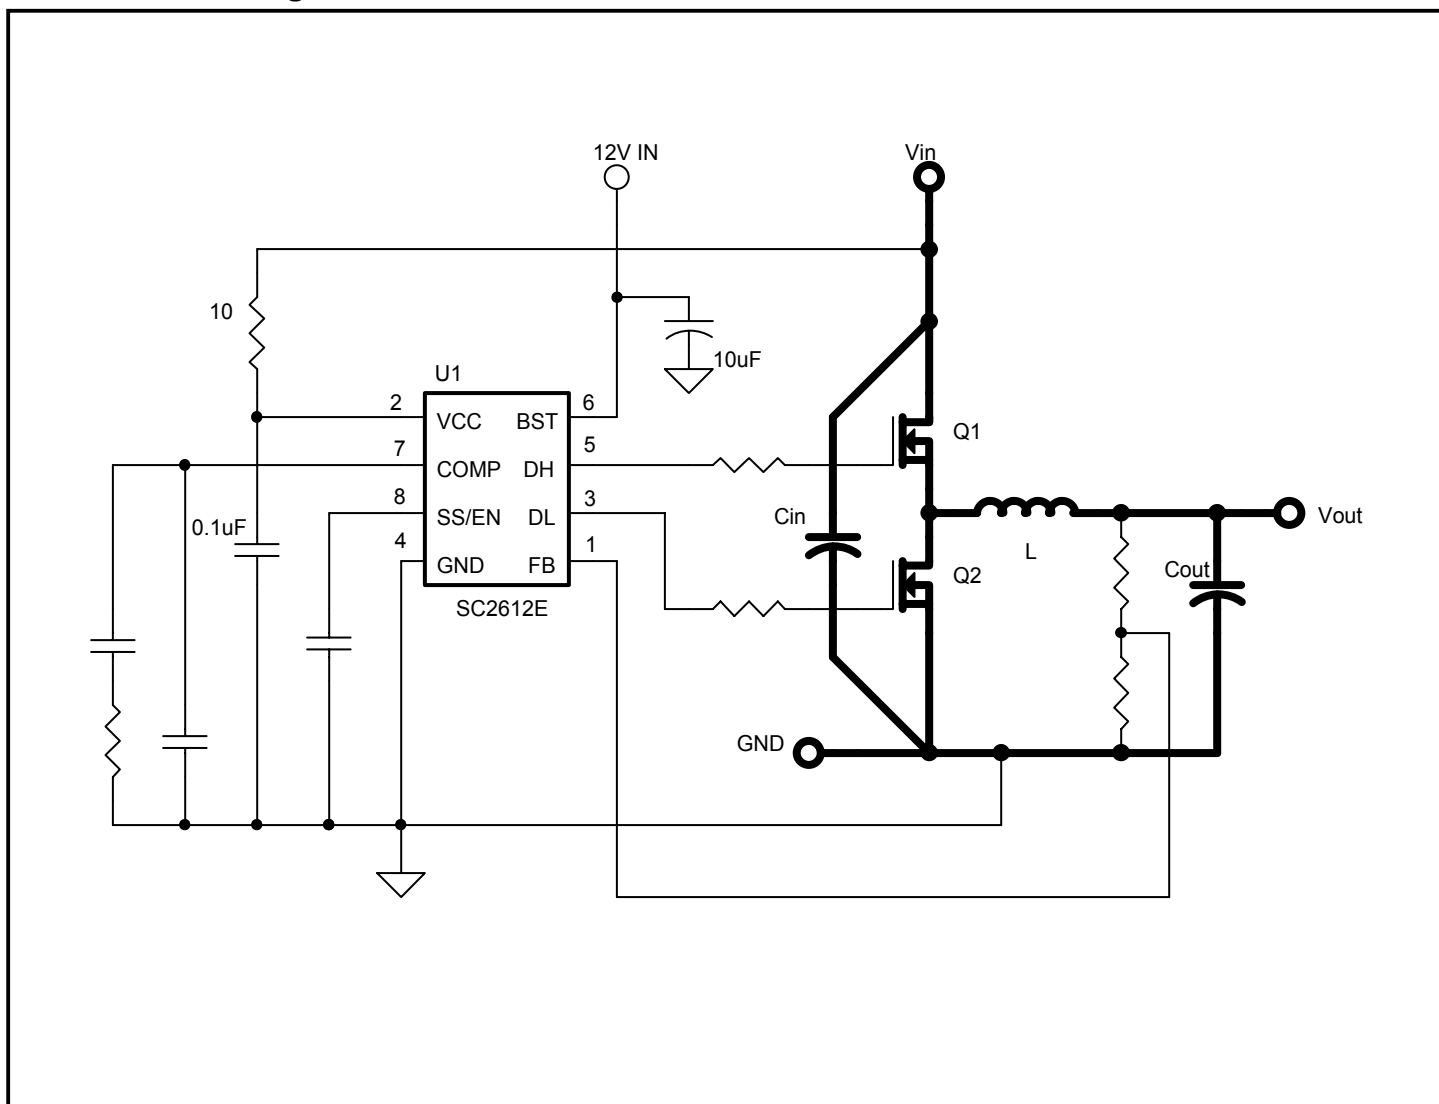 12V IN
Vin
10
10uF
U1
2
VCC
BST
6
7
COMP
DH
5
8
SS/EN
DL
3
4
GND
FB
1
SC2612E
0.1uF
Q1
Cin
L
Vout
Q2
Cout
GND